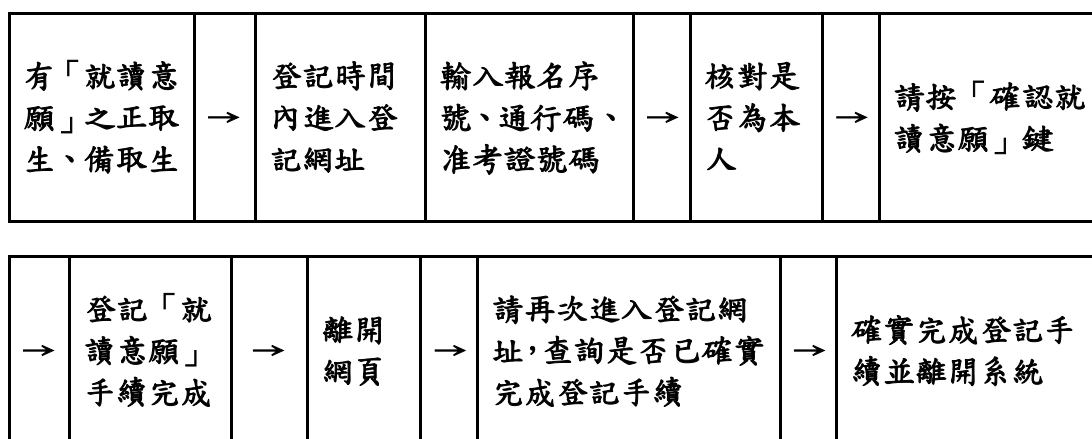 有「就讀意
願」之正取
生、備取生
→
登記時間
內進入登
記網址
輸入報名序
號、通行碼、
准考證號碼
→
核對是
否為本
人
→
請按「確認就
讀意願」鍵
→
登記「就
讀意願」
手續完成
→
離開
網頁
→
請再次進入登記網
址，查詢是否已確實
完成登記手續
→
確實完成登記手
續並離開系統